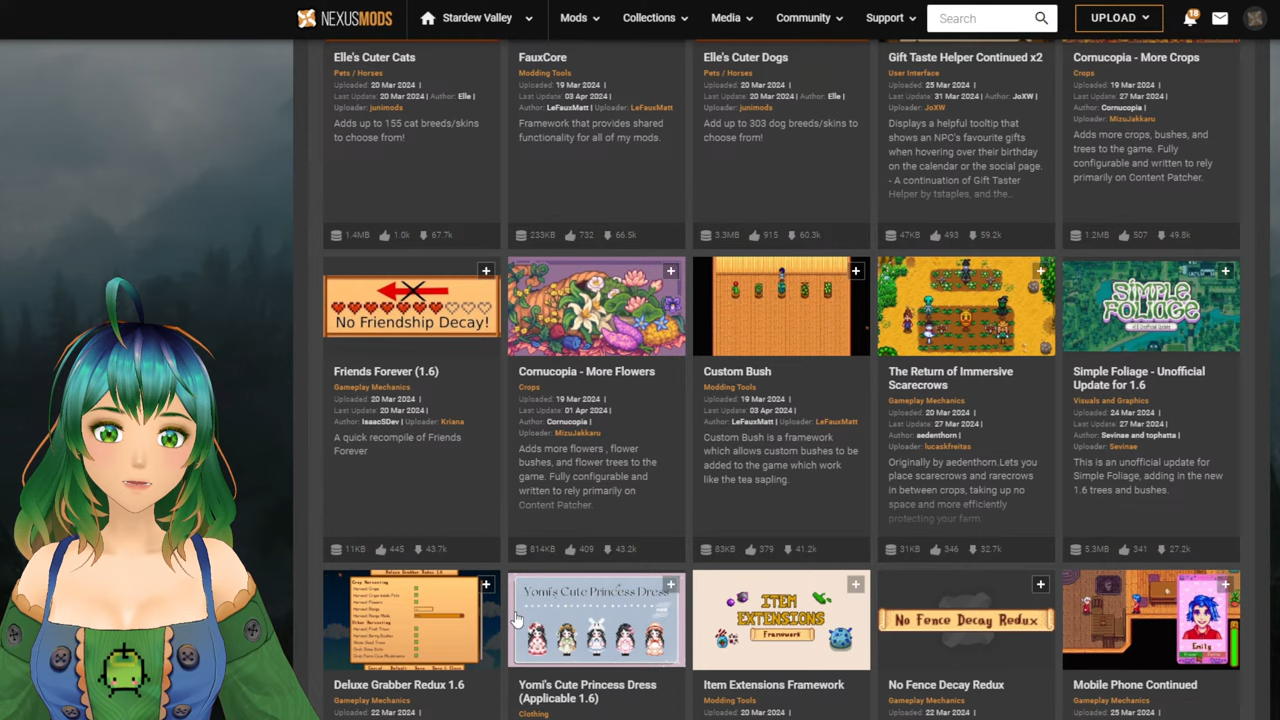 NEXUSMODS
Stardew Valley
Mods
Collections
Media
Community
Support
Search
UPLOAD
18
Elle's Cuter Cats
Pets / Horses
Uploaded: 20 Mar 2024 |
Last Update: 20 Mar 2024 | Author: Elle |
Uploader: junimods
Adds up to 155 cat breeds/skins
to choose from!
1.4MB 1.0k 67.7k
FauxCore
Modding Tools
Uploaded: 19 Mar 2024 |
Last Update: 03 Apr 2024 |
Author: LeFauxMatt | Uploader: LeFauxMatt
Framework that provides shared
functionality for all of my mods.
233KB 732 66.5k
Elle's Cuter Dogs
Pets / Horses
Uploaded: 20 Mar 2024 |
Last Update: 20 Mar 2024 | Author: Elle |
Uploader: junimods
Add up to 303 dog breeds/skins to
choose from!
3.3MB 915 60.3k
Gift Taste Helper Continued x2
User Interface
Uploaded: 25 Mar 2024 |
Last Update: 31 Mar 2024 | Author: JoXW |
Uploader: JoXW
Displays a helpful tooltip that
shows an NPC's favourite gifts
when hovering over their birthday
on the calendar or the social page.
- A continuation of Gift Taster
Helper by tstaples, and the...
47KB 493 59.2k
Cornucopia - More Crops
Crops
Uploaded: 19 Mar 2024 |
Last Update: 27 Mar 2024 |
Author: Cornucopia |
Uploader: MizuJakkaru
Adds more crops, bushes, and
trees to the game. Fully
configurable and written to rely
primarily on Content Patcher.
1.2MB 507 49.8k
No Friendship Decay!
Friends Forever (1.6)
Gameplay Mechanics
Uploaded: 20 Mar 2024 |
Last Update: 20 Mar 2024 |
Author: IsaacSDev | Uploader: Kriana
A quick recompile of Friends
Forever
11KB 445 43.7k
Cornucopia - More Flowers
Crops
Uploaded: 19 Mar 2024 |
Last Update: 01 Apr 2024 |
Author: Cornucopia |
Uploader: MizuJakkaru
Adds more flowers , flower
bushes, and flower trees to the
game. Fully configurable and
written to rely primarily on
Content Patcher.
814KB 409 43.2k
Custom Bush
Modding Tools
Uploaded: 19 Mar 2024 |
Last Update: 03 Apr 2024 |
Author: LeFauxMatt | Uploader: LeFauxMatt
Custom Bush is a framework
which allows custom bushes to be
added to the game which work
like the tea sapling.
83KB 379 41.2k
The Return of Immersive
Scarecrows
Gameplay Mechanics
Uploaded: 20 Mar 2024 |
Last Update: 27 Mar 2024 |
Author: aedenthorn |
Uploader: lucaskfreitas
Originally by aedenthorn.Lets you
place scarecrows and rarecrows
in between crops, taking up no
space and more efficiently
protecting your farm.
31KB 346 32.7k
SIMPLE
FOLIAGE
Simple Foliage - Unofficial
Update for 1.6
Visuals and Graphics
Uploaded: 24 Mar 2024 |
Last Update: 27 Mar 2024 |
Author: Sevinae and tophatta |
Uploader: Sevinae
This is an unofficial update for
Simple Foliage, adding in the new
1.6 trees and bushes.
5.3MB 341 27.2k
Deluxe Grabber Redux 1.6
Deluxe Grabber Redux 1.6
Gameplay Mechanics
Uploaded: 22 Mar 2024 |
Yomi's Cute Princess Dress
Yomi's Cute Princess Dress
(Applicable 1.6)
Clothing
ITEM
EXTENSIONS
Framework
Item Extensions Framework
Modding Tools
Uploaded: 20 Mar 2024 |
No Fence Decay Redux
No Fence Decay Redux
Gameplay Mechanics
Uploaded: 20 Mar 2024 |
Emily
Mobile Phone Continued
Gameplay Mechanics
Uploaded: 25 Mar 2024 |